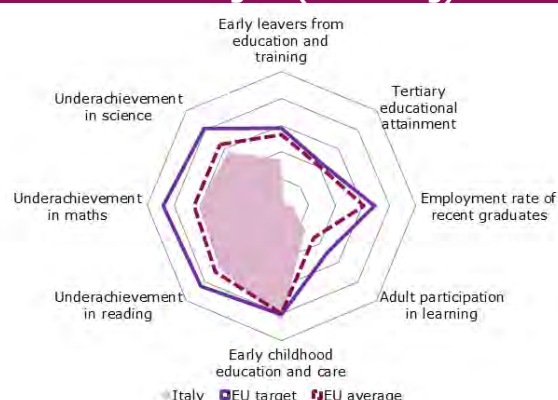 Early leavers from
education and
training
Tertiary
educational
attainment
Employment rate of
recent graduates
Adult participation
in learning
Early childhood
education and care
Underachievement
in reading
Underachievement
in maths
Underachievement
in science
Italy EU target EU average